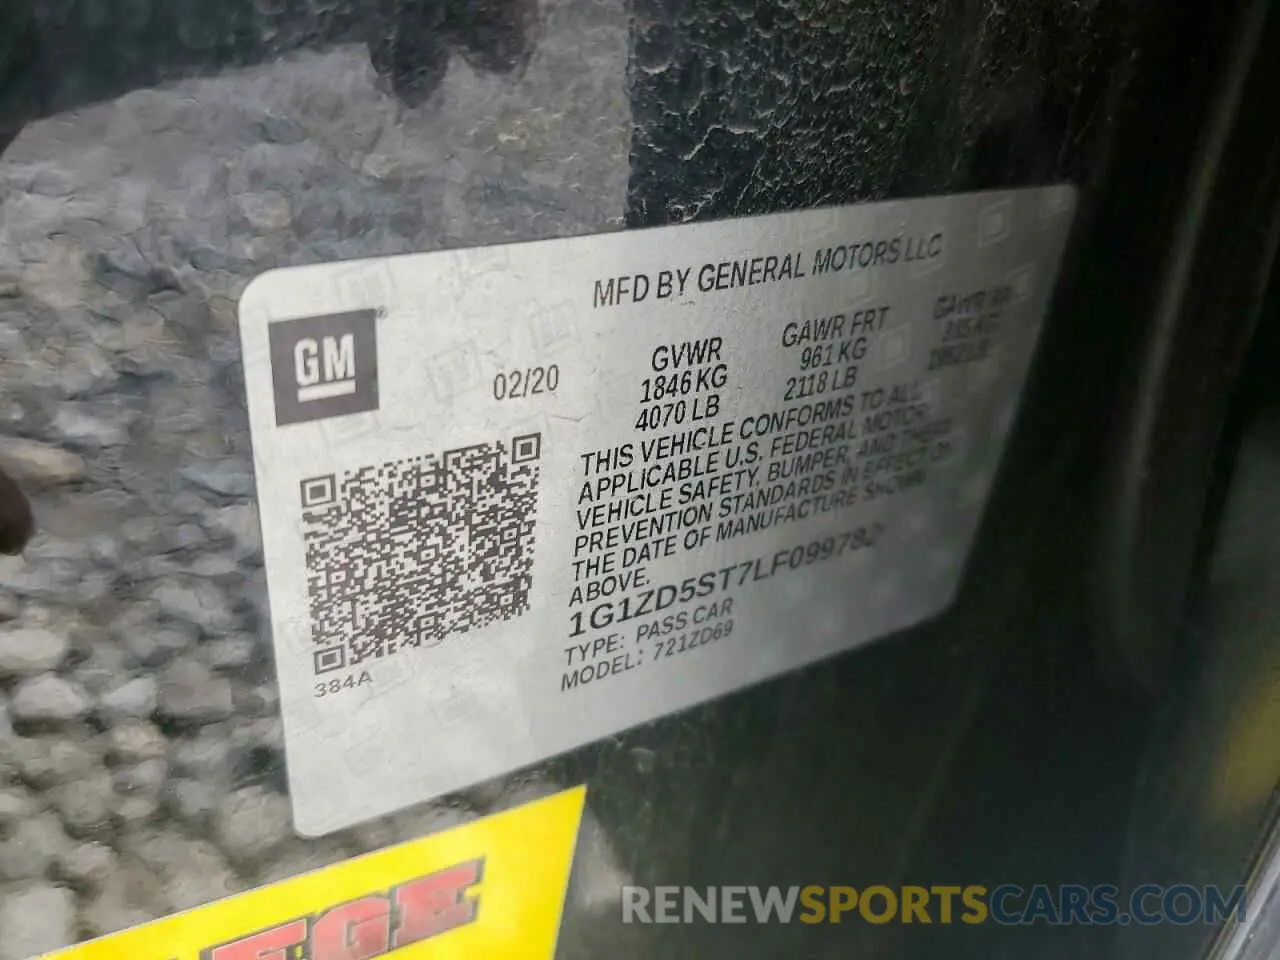 MFD BY GENERAL MOTORS LLC
GM
02/20
GVWR
1846 KG
4070 LB
GAWR FRT
961 KG
2118 LB
GAWR
THIS VEHICLE CONFORMS TO ALL
APPLICABLE U.S. FEDERAL MOTOR
VEHICLE SAFETY, BUMPER, AND THEFT
PREVENTION STANDARDS IN EFFECT ON
THE DATE OF MANUFACTURE SHOWN
ABOVE.
1G1ZD5ST7LF099782
TYPE: PASS CAR
MODEL: 721ZD69
384A
RENEWSPORTSCARS.COM